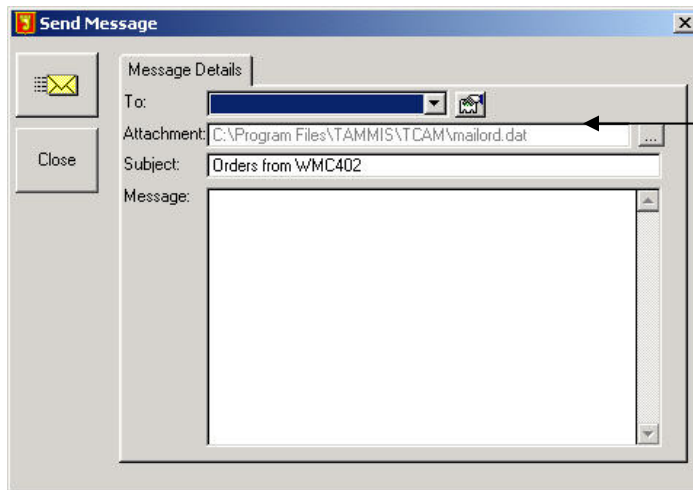 Send Message
Message Details
To:
Attachment: C:\Program Files\TAMMIS\TCAM\mailord.dat ...
Close
Subject: Orders from WMC402
Message: